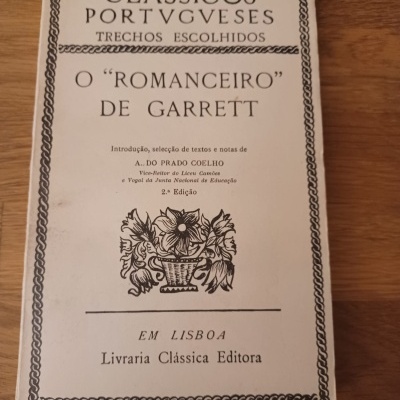 CLÁSSICOS
PORTVGVESES
TRECHOS ESCOLHIDOS
O "ROMANCEIRO"
DE GARRETT
Introdução, selecção de textos e notas de
A. DO PRADO COELHO
Vice-Reitor do Liceu Camões
e Vogal da Junta Nacional de Educação
2.ª Edição
EM LISBOA
Livraria Clássica Editora